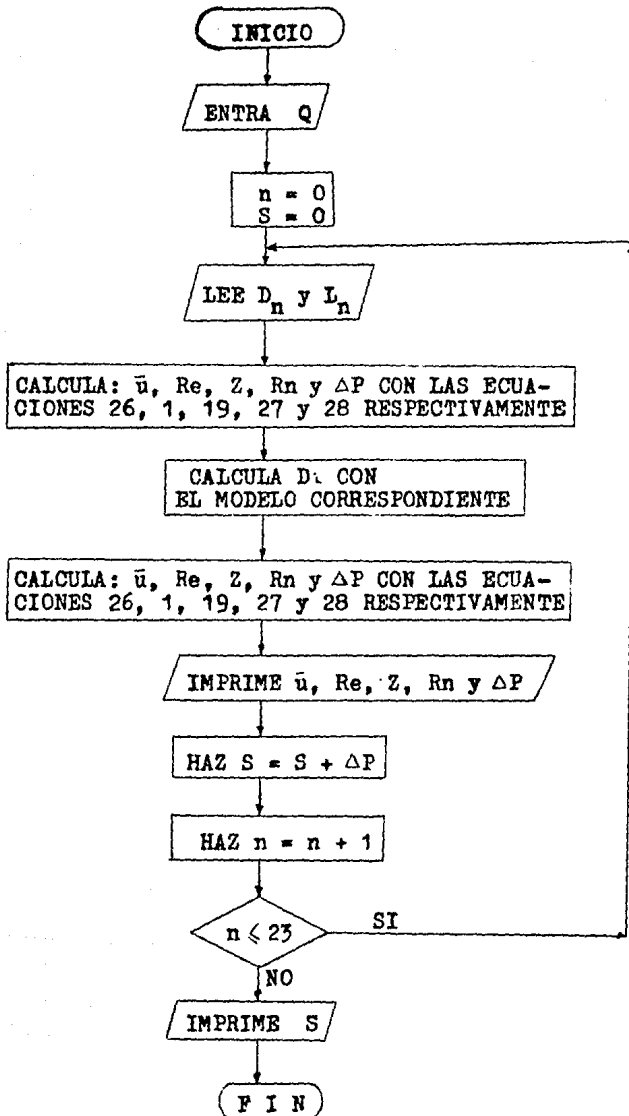 INICIO
ENTRA Q
n = 0
S = 0
LEE Dn y Ln
CALCULA: ū, Re, Z, Rn y ΔP CON LAS ECUA-
CIONES 26, 1, 19, 27 y 28 RESPECTIVAMENTE
CALCULA CON
EL MODELO CORRESPONDIENTE
CALCULA: ū, Re, Z, Rn y ΔP CON LAS ECUA-
CIONES 26, 1, 19, 27 y 28 RESPECTIVAMENTE
IMPRIME ū, Re, Z, Rn y ΔP
HAZ S = S + ΔP
HAZ n = n + 1
n ⩽ 23
SI
NO
IMPRIME S
F I N